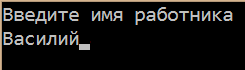 Введите имя работника
Василий